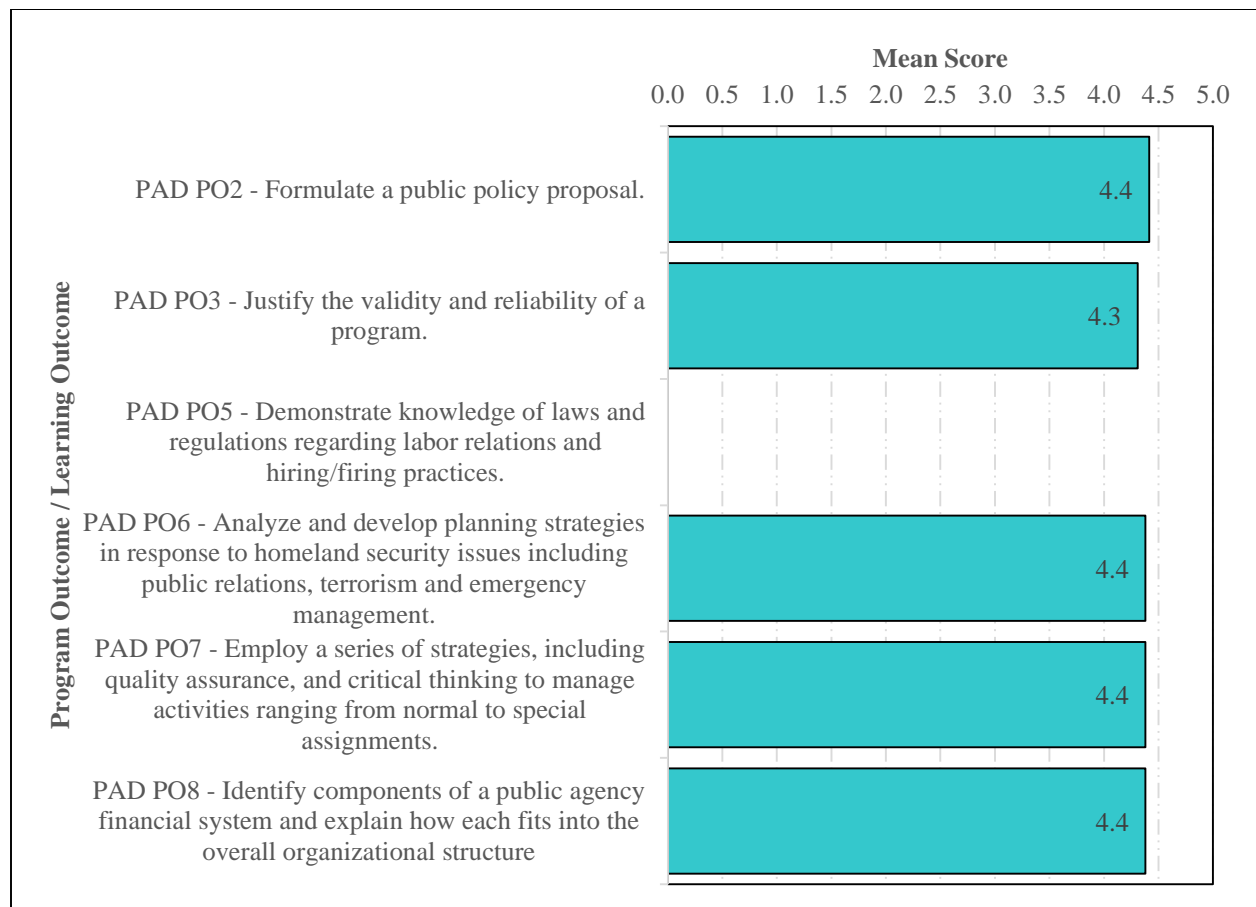 Mean Score
0.0 0.5 1.0 1.5 2.0 2.5 3.0 3.5 4.0 4.5 5.0
Program Outcome / Learning Outcome
PAD PO2 - Formulate a public policy proposal.
4.4
PAD PO3 - Justify the validity and reliability of a
program.
4.3
PAD PO5 - Demonstrate knowledge of laws and
regulations regarding labor relations and
hiring/firing practices.
PAD PO6 - Analyze and develop planning strategies
in response to homeland security issues including
public relations, terrorism and emergency
management.
4.4
PAD PO7 - Employ a series of strategies, including
quality assurance, and critical thinking to manage
activities ranging from normal to special
assignments.
4.4
PAD PO8 - Identify components of a public agency
financial system and explain how each fits into the
overall organizational structure
4.4